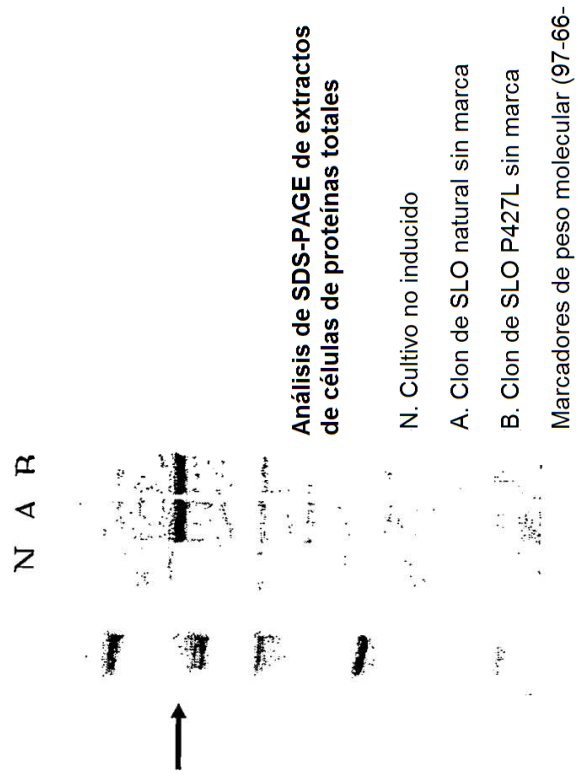 N A B
Análisis de SDS-PAGE de extractos
de células de proteínas totales
N. Cultivo no inducido
A. Clon de SLO natural sin marca
B. Clon de SLO P427L sin marca
Marcadores de peso molecular (97-66-